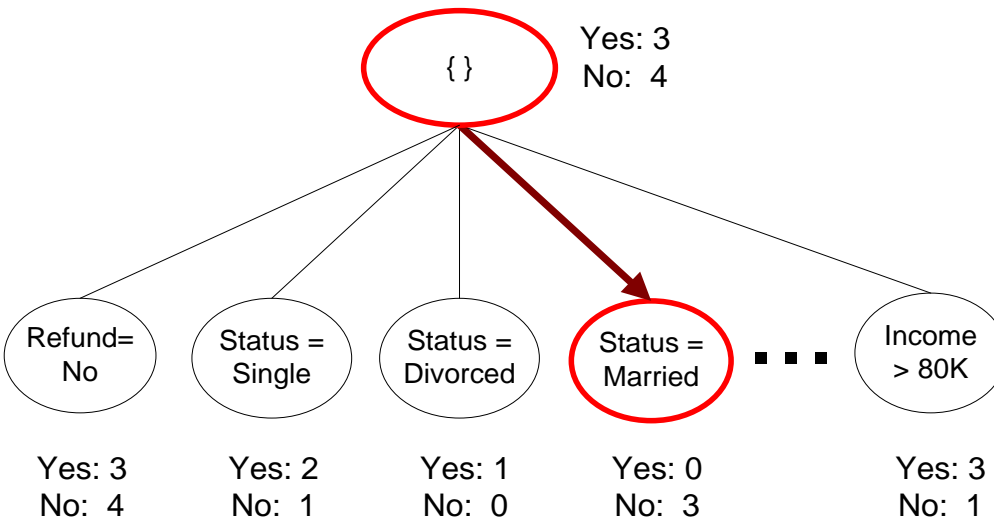 { }
Yes: 3
No: 4
Refund=
No
Status =
Single
Status =
Divorced
Status =
Married
Income
> 80K
Yes: 3
No: 4
Yes: 2
No: 1
Yes: 1
No: 0
Yes: 0
No: 3
Yes: 3
No: 1